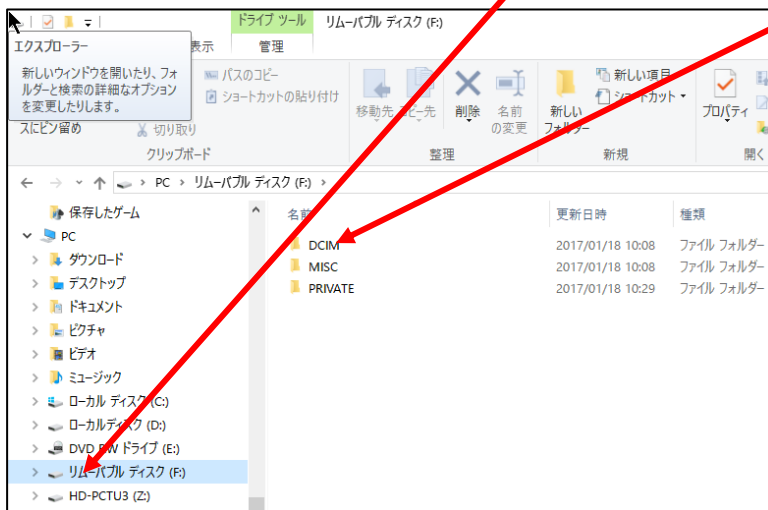 ドライブ ツール リムーバブル ディスク (F:)
エクスプローラー
表示 管理
新しいウィンドウを開いたり、フォ
ルダーと検索の詳細なオプション
を変更したりします。
パスのコピー
ショートカットの貼り付け
スにピン留め
切り取り
移動先 コピー先 削除 名前
の変更
新しい
フォルダー
新しい項目
ショートカット
プロパティ
クリップボード 整理 新規 開く
PC › リムーバブル ディスク (F:) ›
保存したゲーム
PC
ダウンロード
デスクトップ
ドキュメント
ピクチャ
ビデオ
ミュージック
ローカル ディスク (C:)
ローカルディスク (D:)
DVD RW ドライブ (E:)
リムーバブル ディスク (F:)
HD-PCTU3 (Z:)
名前 更新日時 種類
DCIM 2017/01/18 10:08 ファイル フォルダー
MISC 2017/01/18 10:08 ファイル フォルダー
PRIVATE 2017/01/18 10:29 ファイル フォルダー